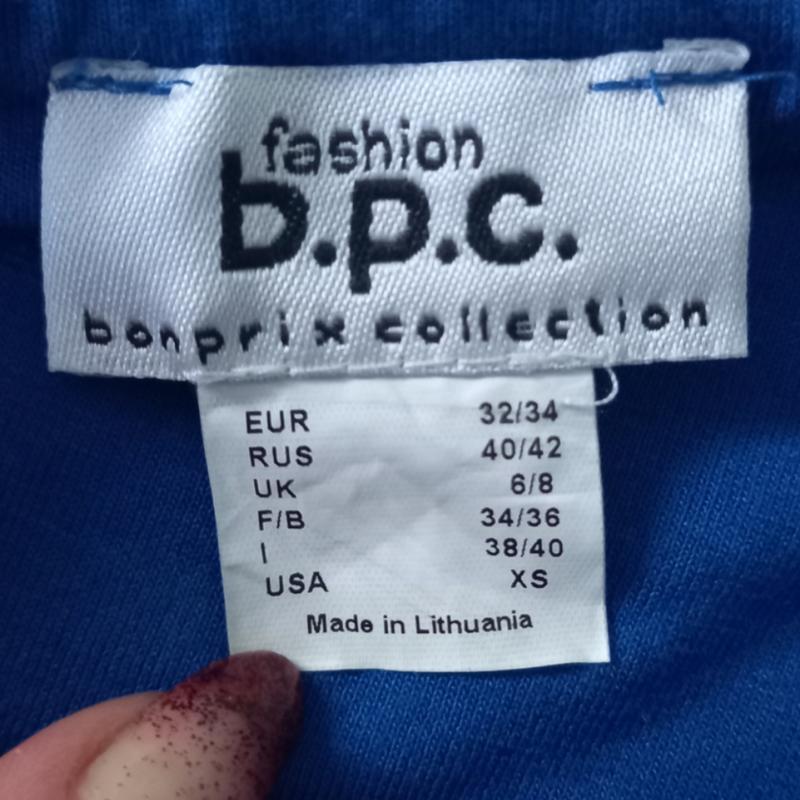 fashion
b.p.c.
bonprix collection
EUR 32/34
RUS 40/42
UK 6/8
F/B 34/36
I 38/40
USA XS
Made in Lithuania